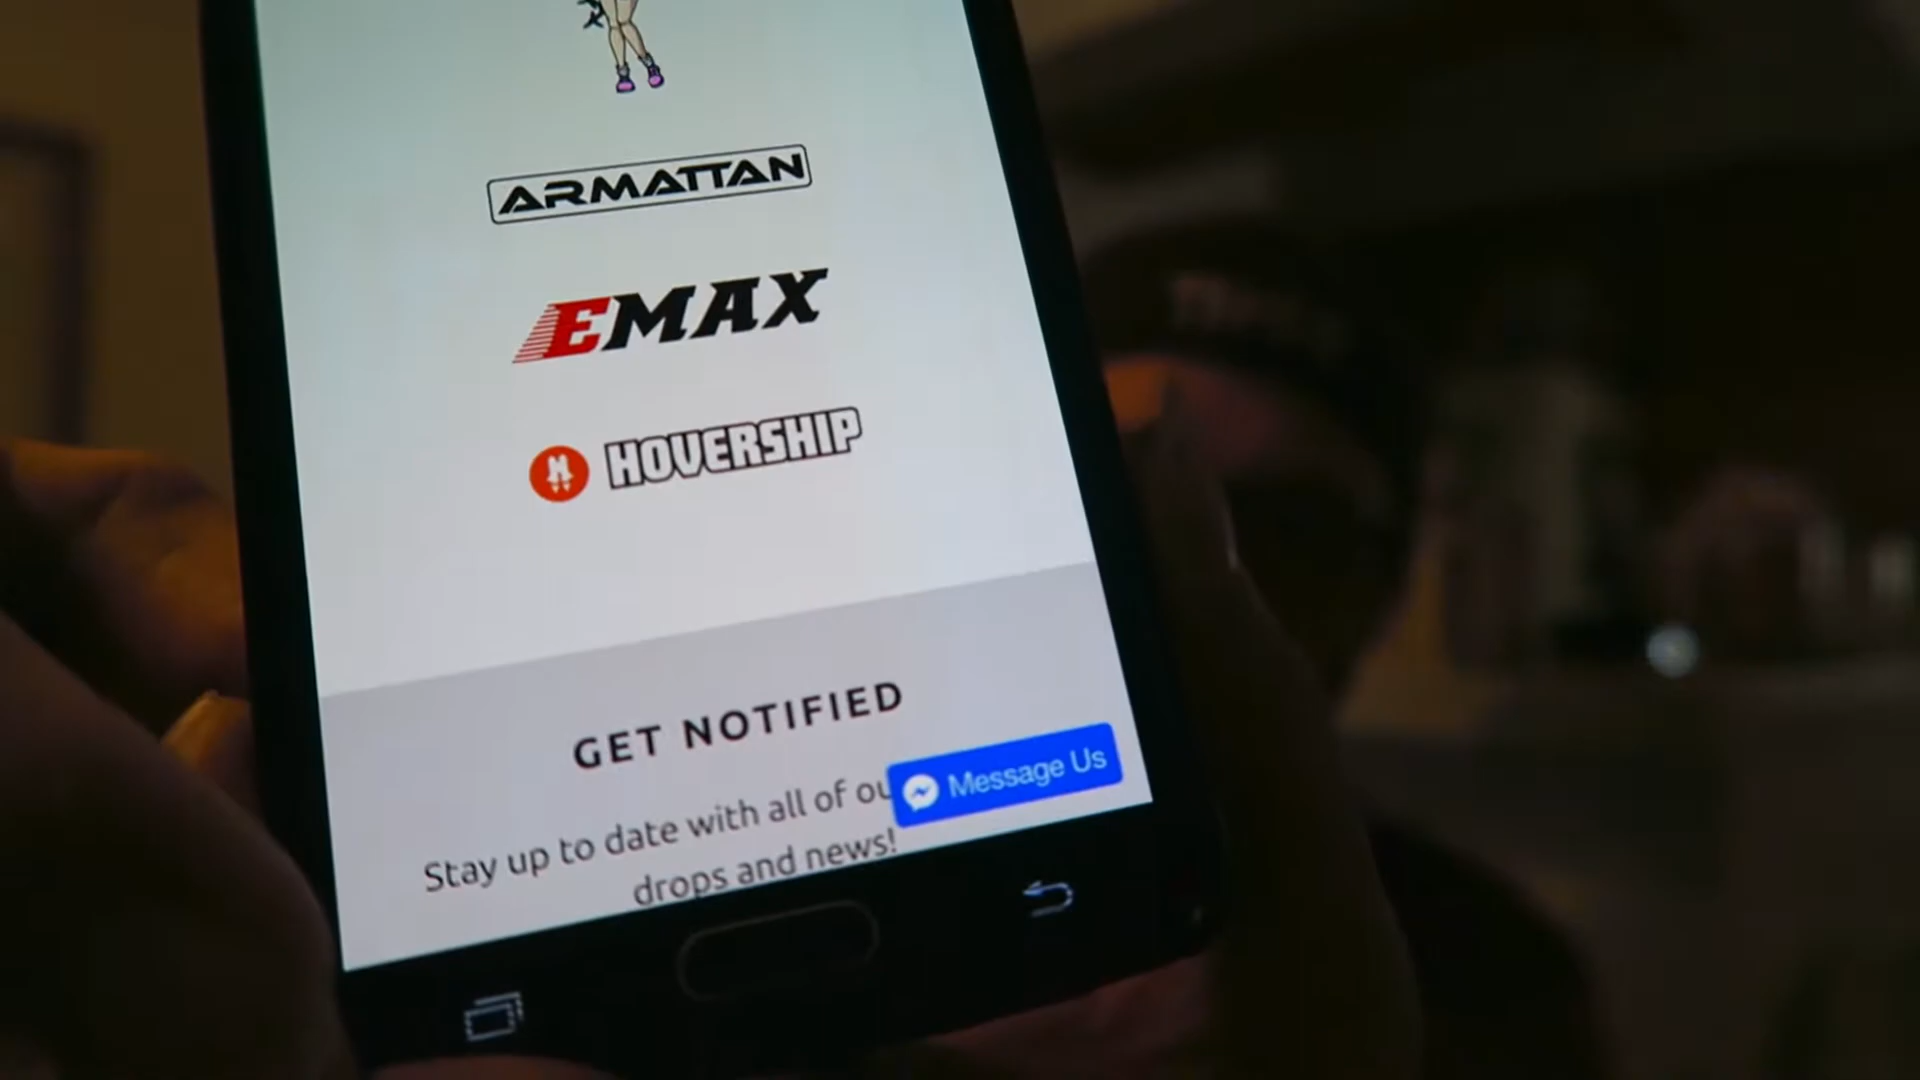 ARMATTAN
EMAX
HOVERSHIP
GET NOTIFIED
Stay up to date with all of ou
drops and news!
Message Us